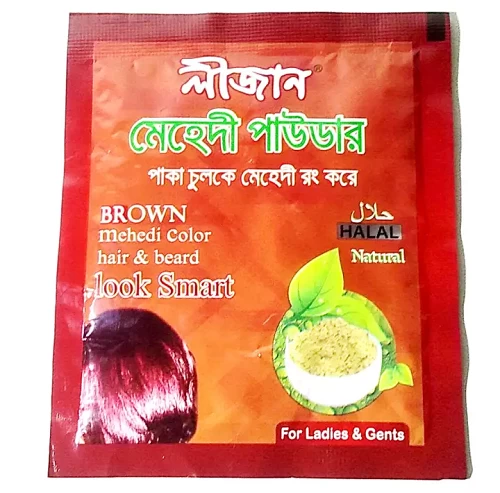 লীজান®
মেহেদী পাউডার
পাকা চুলকে মেহেদী রং করে
BROWN
mehedi Color
hair & beard
look Smart
حلال
HALAL
Natural
For Ladies & Gents